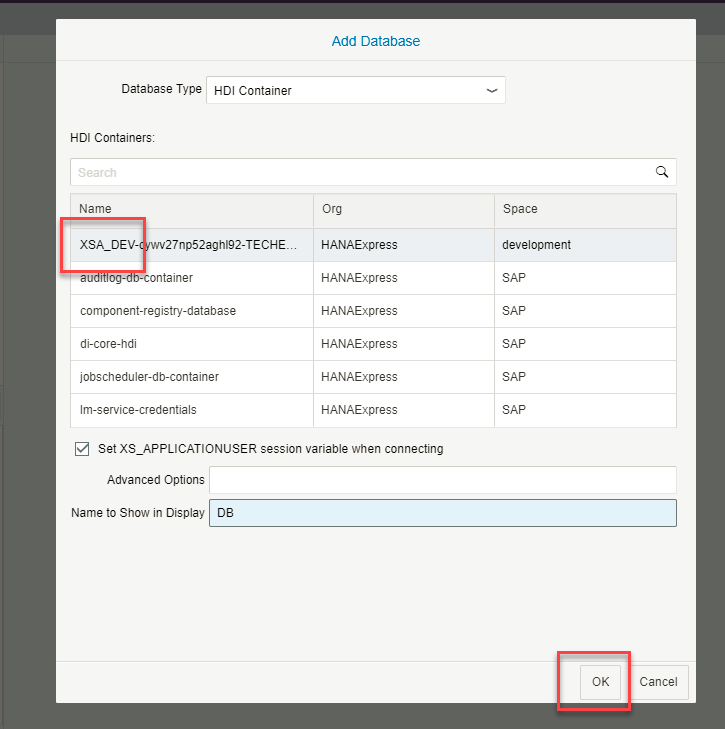 Add Database
Database Type HDI Container
HDI Containers:
Search
Name Org Space
XSA_DEV-cywv27np52aghl92-TECHE... HANAExpress development
auditlog-db-container HANAExpress SAP
component-registry-database HANAExpress SAP
di-core-hdi HANAExpress SAP
jobscheduler-db-container HANAExpress SAP
lm-service-credentials HANAExpress SAP
Set XS_APPLICATIONUSER session variable when connecting
Advanced Options
Name to Show in Display DB
OK Cancel